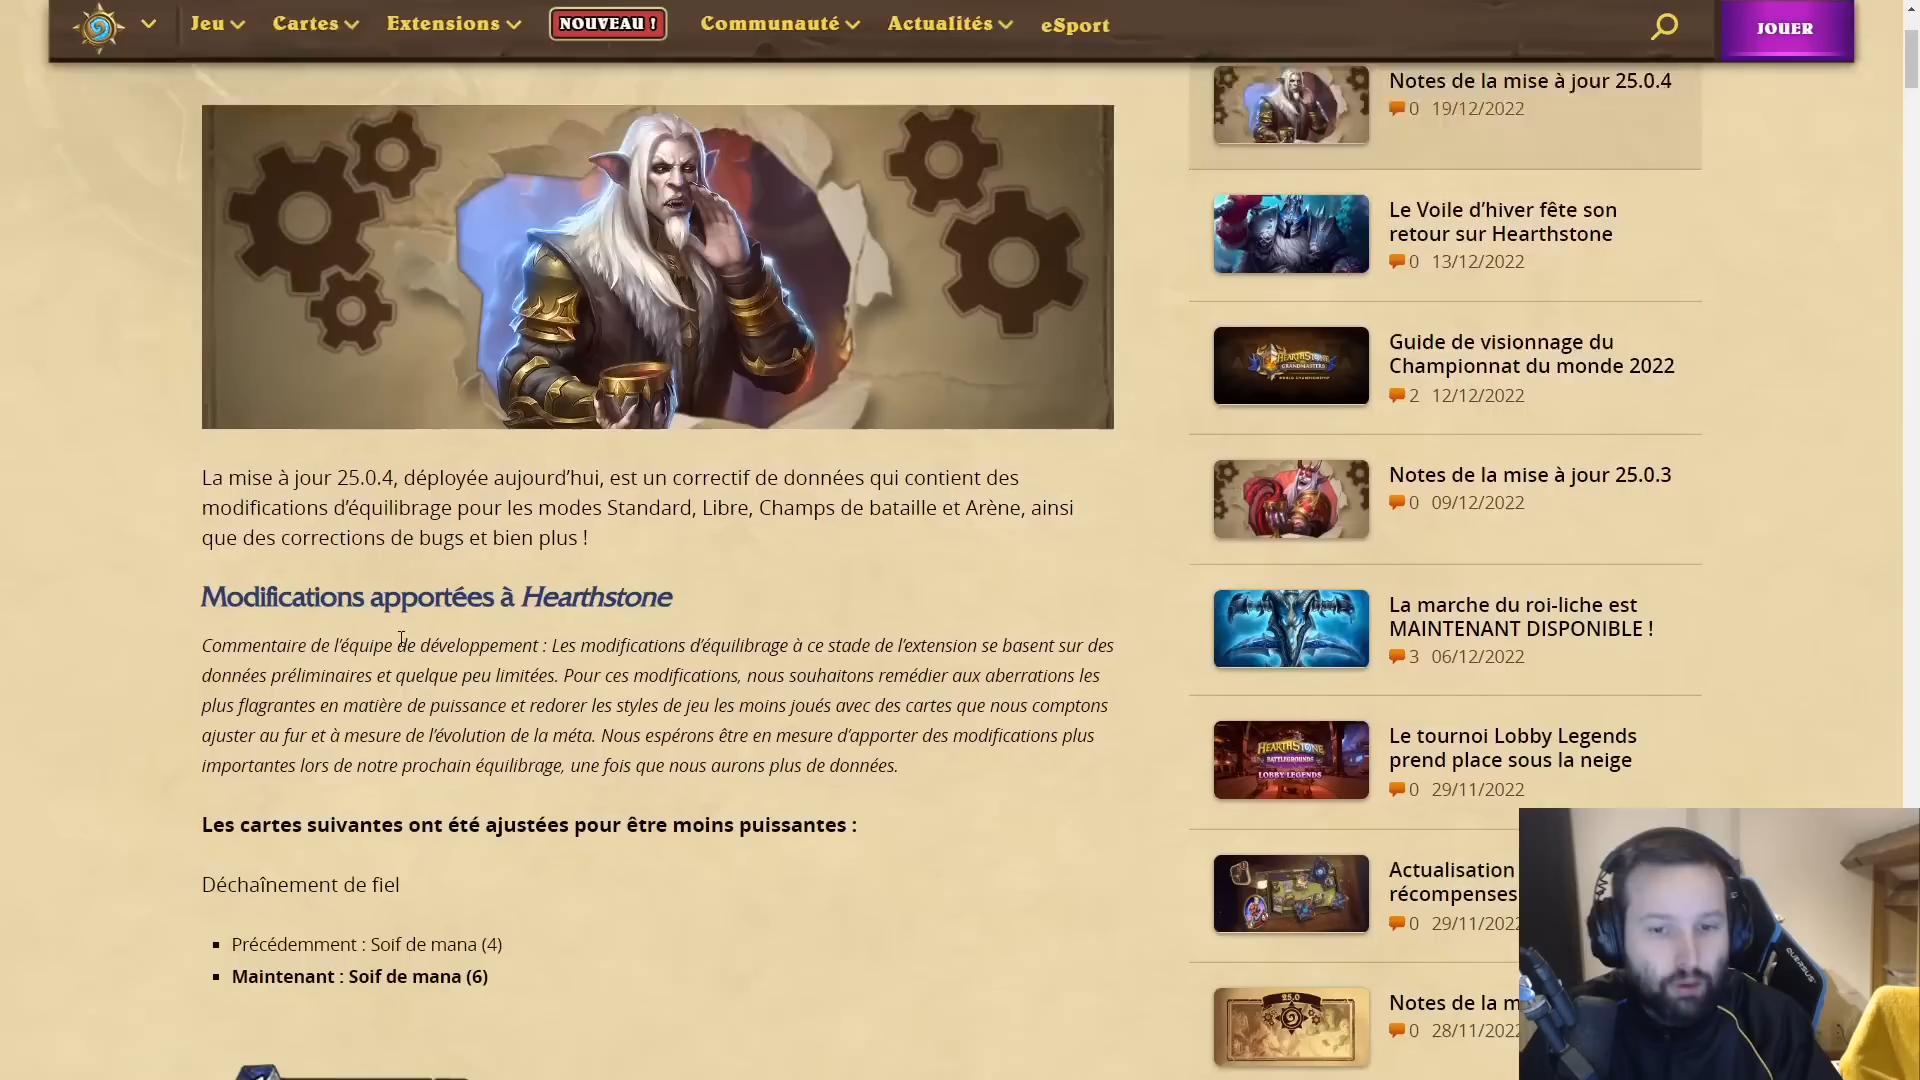 Jeu Cartes Extensions NOUVEAU ! Communauté Actualités eSport JOUER
La mise à jour 25.0.4, déployée aujourd’hui, est un correctif de données qui contient des
modifications d’équilibrage pour les modes Standard, Libre, Champs de bataille et Arène, ainsi
que des corrections de bugs et bien plus !
Modifications apportées à Hearthstone
Commentaire de l’équipe de développement : Les modifications d’équilibrage à ce stade de l’extension se basent sur des
données préliminaires et quelque peu limitées. Pour ces modifications, nous souhaitons remédier aux aberrations les
plus flagrantes en matière de puissance et redorer les styles de jeu les moins joués avec des cartes que nous comptons
ajuster au fur et à mesure de l’évolution de la méta. Nous espérons être en mesure d’apporter des modifications plus
importantes lors de notre prochain équilibrage, une fois que nous aurons plus de données.
Les cartes suivantes ont été ajustées pour être moins puissantes :
Déchaînement de fiel
Précédemment : Soif de mana (4)
Maintenant : Soif de mana (6)
Notes de la mise à jour 25.0.4
0 19/12/2022
Le Voile d’hiver fête son
retour sur Hearthstone
0 13/12/2022
HEARTHSTONE
GRANDMASTERS
WORLD CHAMPIONSHIP
Guide de visionnage du
Championnat du monde 2022
2 12/12/2022
Notes de la mise à jour 25.0.3
0 09/12/2022
La marche du roi-liche est
MAINTENANT DISPONIBLE !
3 06/12/2022
HEARTHSTONE
BATTLEGROUNDS
LOBBY LEGENDS
Le tournoi Lobby Legends
prend place sous la neige
0 29/11/2022
Actualisation
récompenses
0 29/11/2022
25.0
Notes de la m
0 28/11/2022
QUERSUS